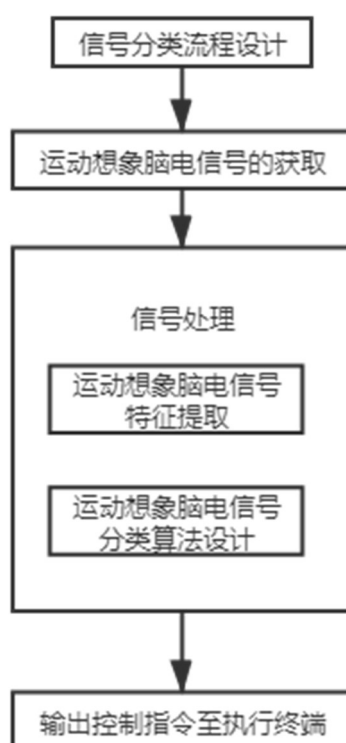 信号分类流程设计
运动想象脑电信号的获取
信号处理
运动想象脑电信号
特征提取
运动想象脑电信号
分类算法设计
输出控制指令至执行终端